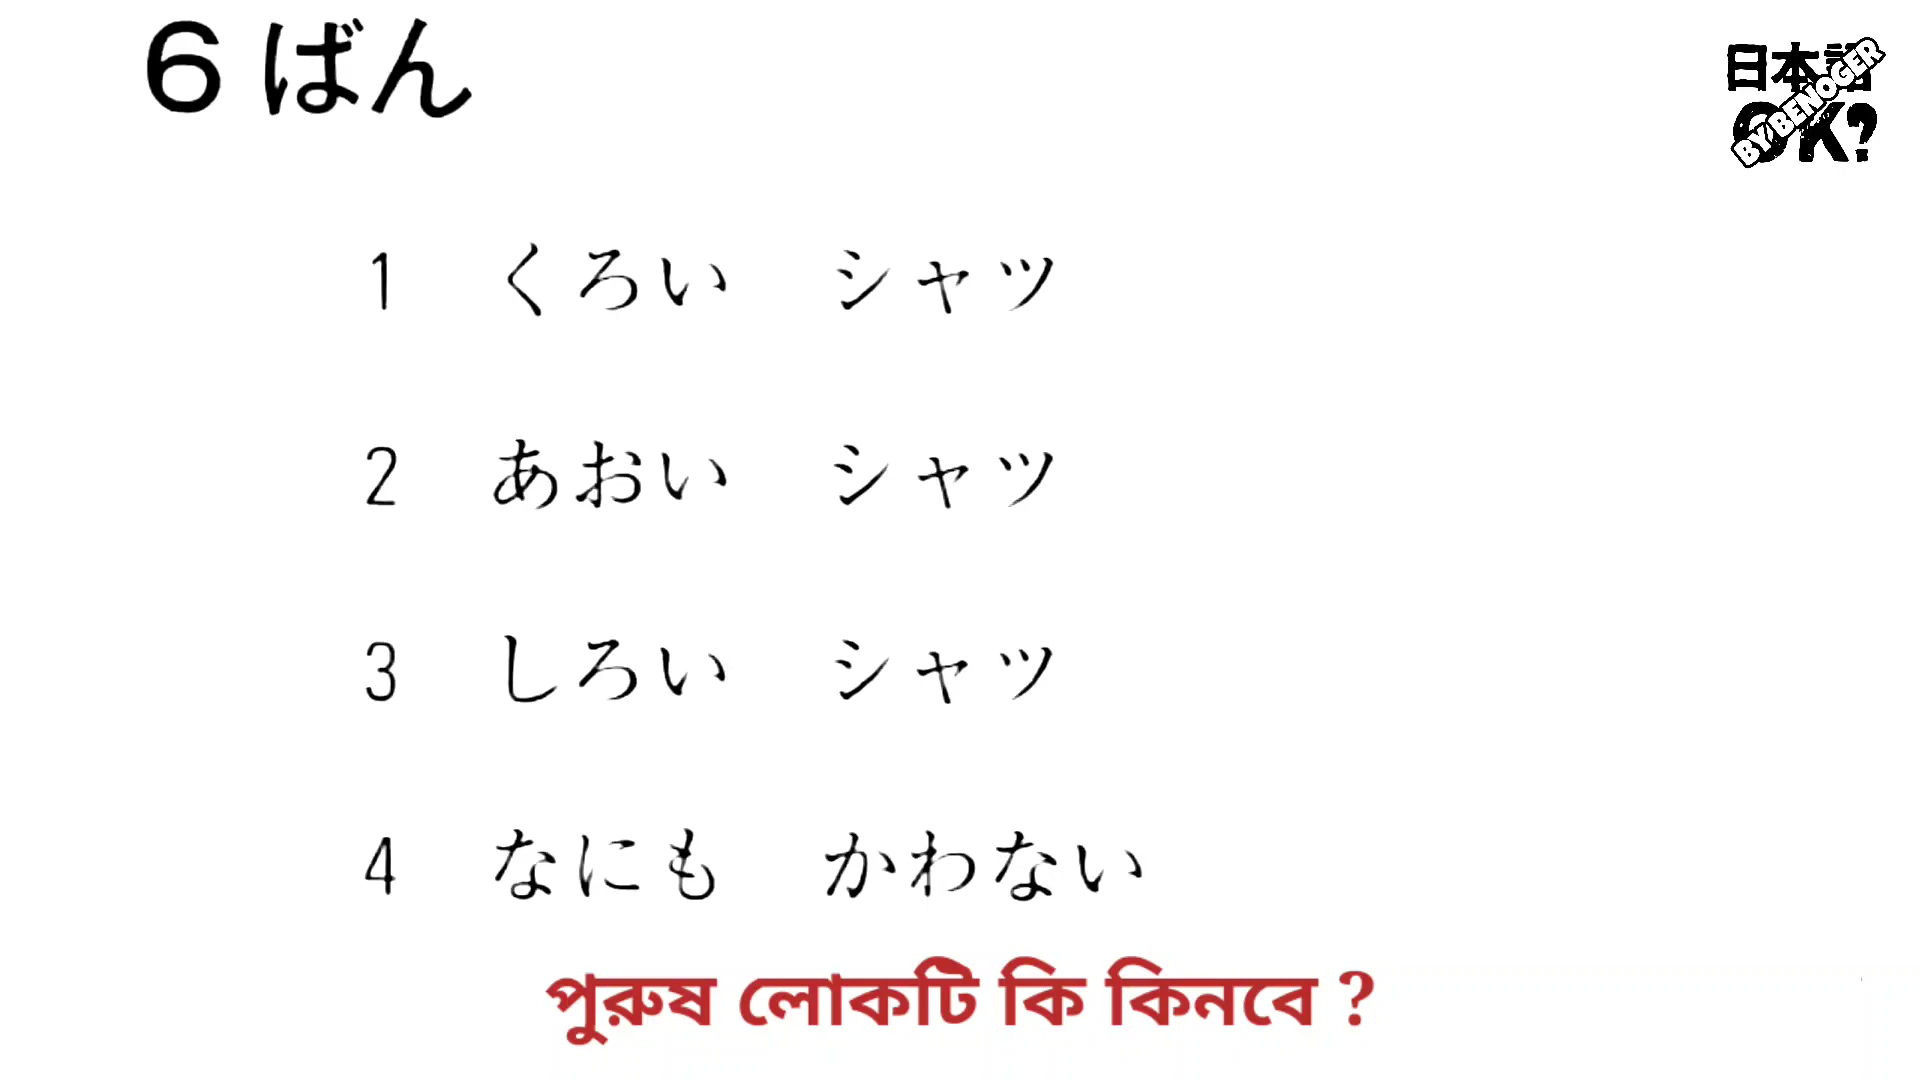 6ばん
日本語
OK?
BY BENOGER
1 くろい シャツ
2 あおい シャツ
3 しろい シャツ
4 なにも かわない
পুরুষ লোকটি কি কিনবে ?